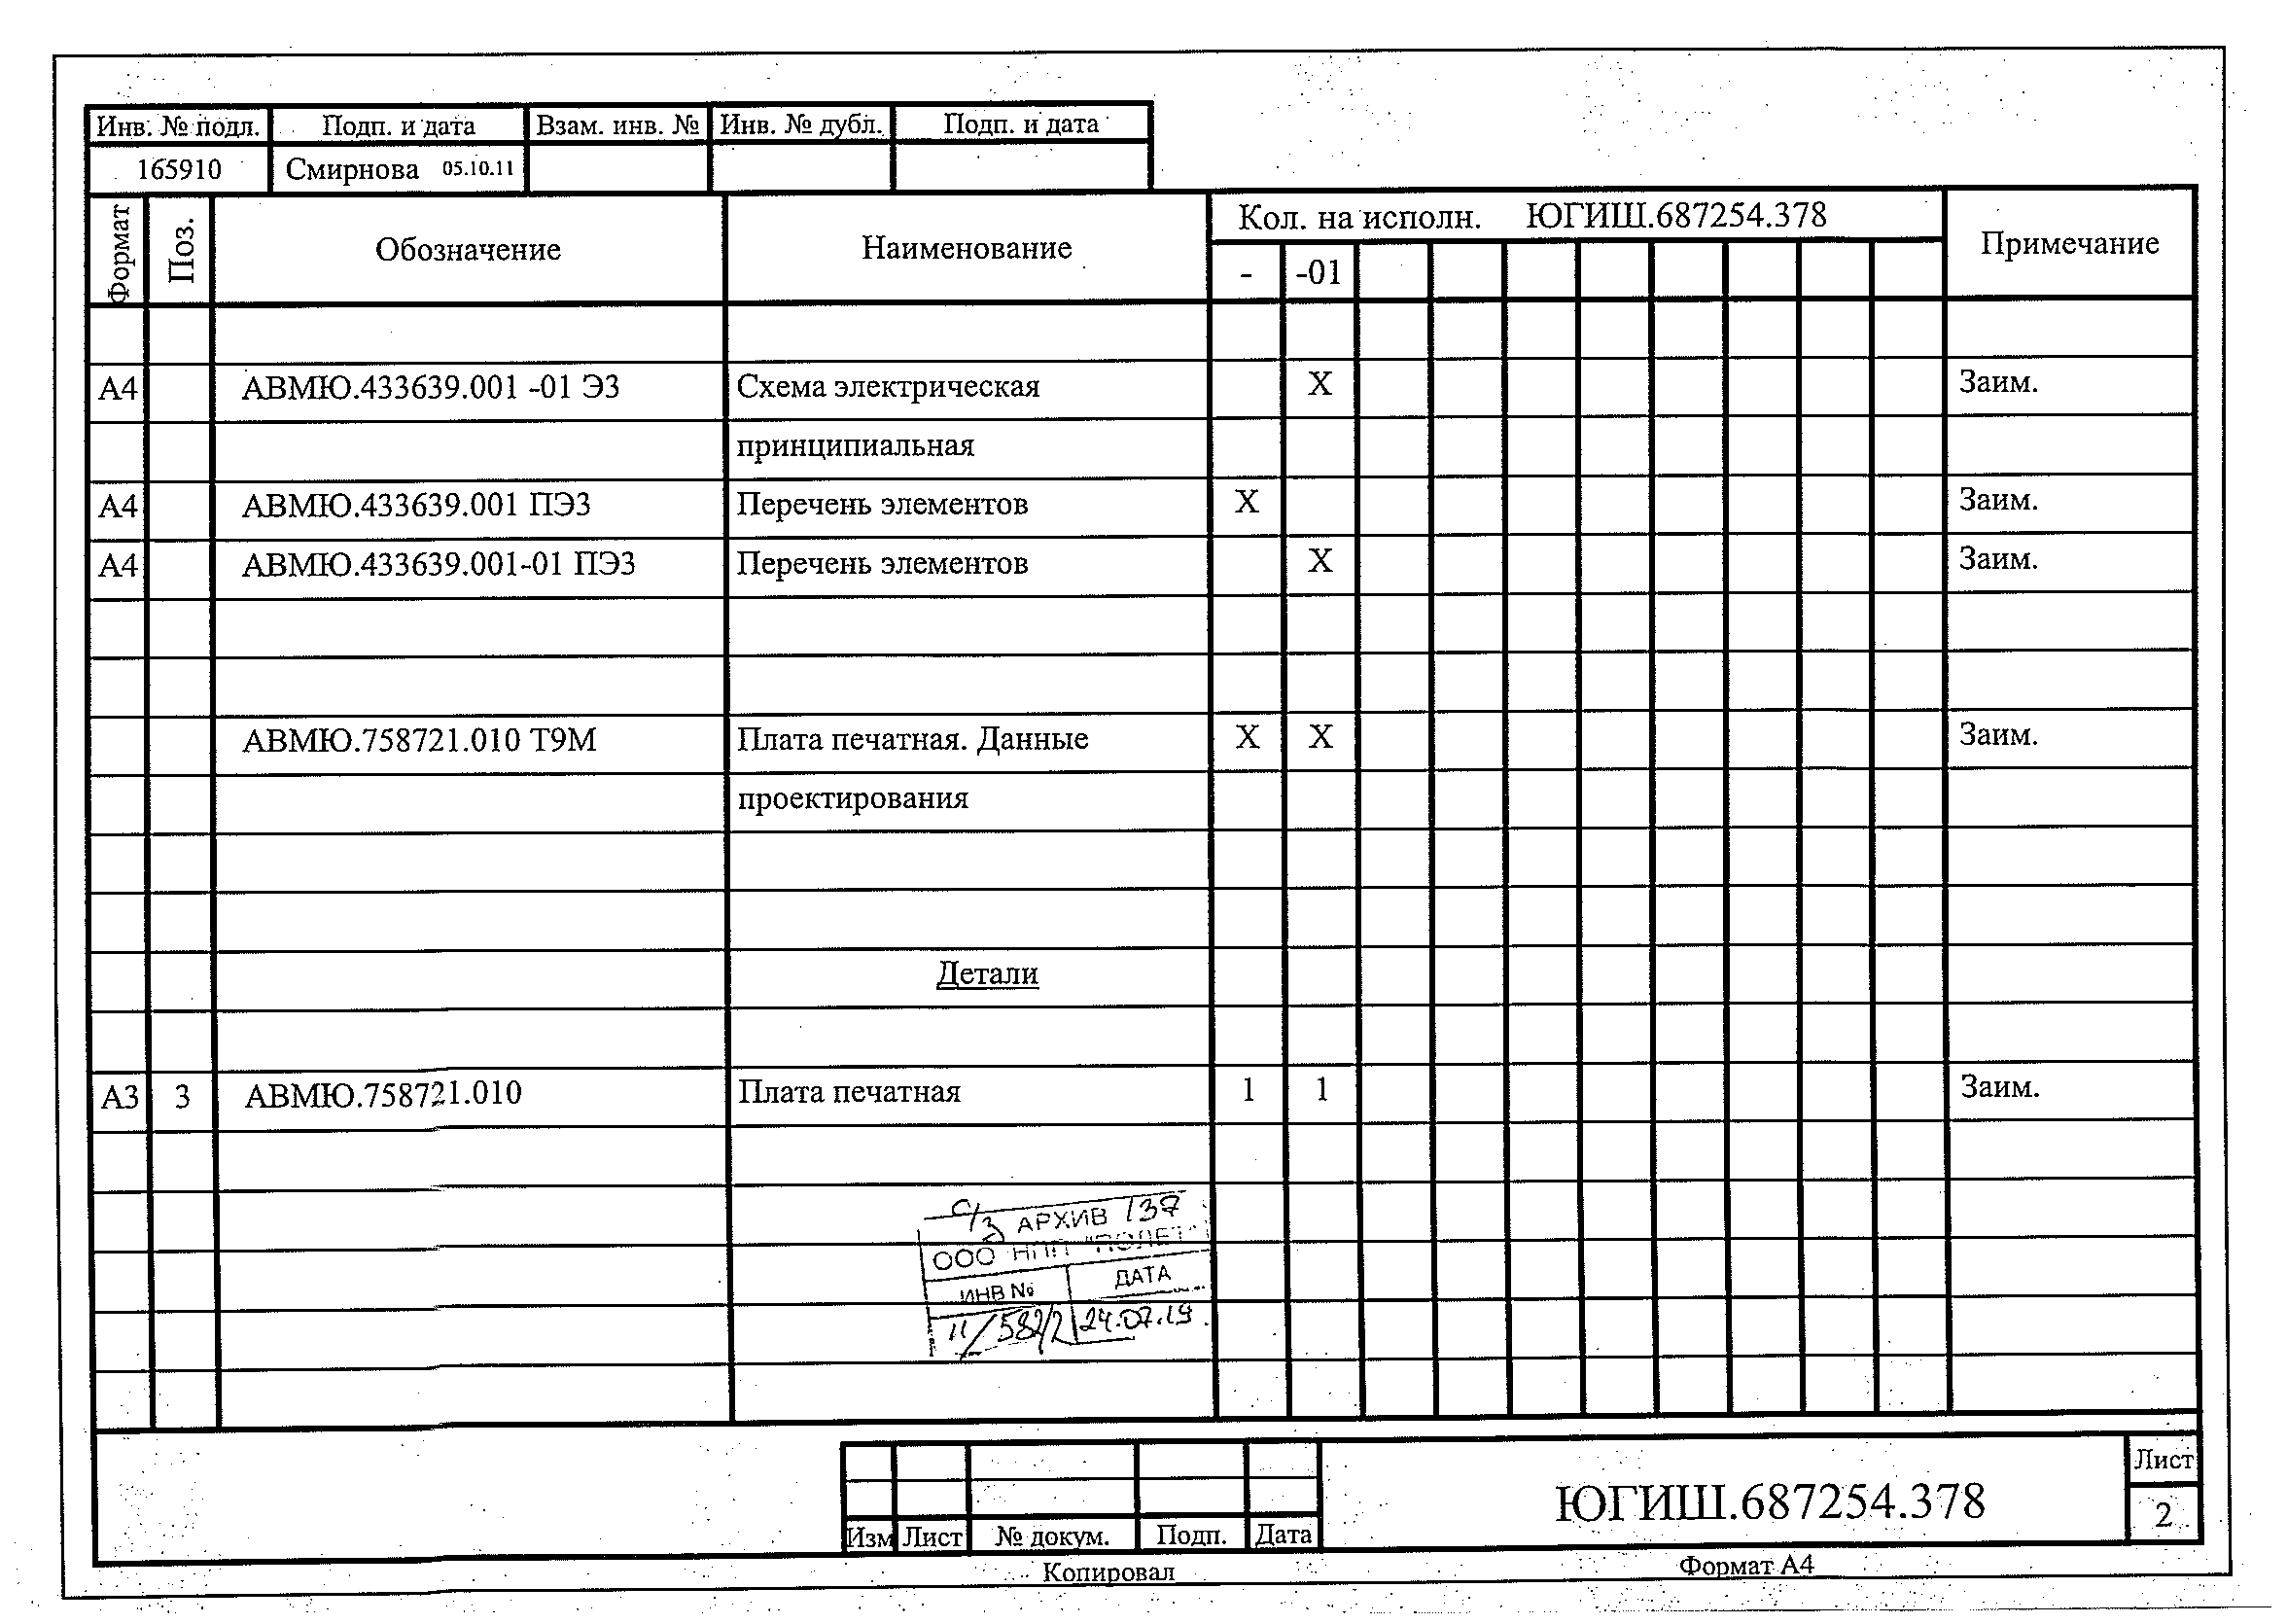 Инв. № подл. Подп. и дата Взам. инв. № Инв. № дубл. Подп. и дата
165910 Смирнова 05.10.11
Формат Поз. Обозначение Наименование Кол. на исполн. ЮГИШ.687254.378 Примечание
- -01
А4 АВМЮ.433639.001 -01 Э3 Схема электрическая X Заим.
принципиальная
А4 АВМЮ.433639.001 ПЭ3 Перечень элементов X Заим.
А4 АВМЮ.433639.001-01 ПЭ3 Перечень элементов X Заим.
АВМЮ.758721.010 Т9М Плата печатная. Данные X X Заим.
проектирования
Детали
А3 3 АВМЮ.758721.010 Плата печатная 1 1 Заим.
АРХИВ 137
ООО НПП "ПОЛЕТ"
ИНВ № ДАТА
11/582/2 24.07.19
Изм Лист № докум. Подп. Дата
ЮГИШ.687254.378
Лист
2
Копировал Формат А4